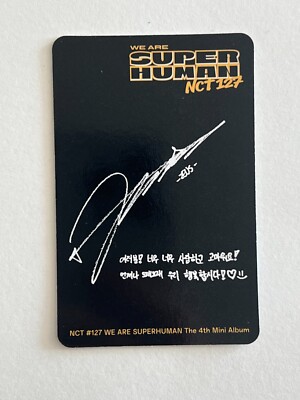 WE ARE
SUPER
HUMAN
NCT 127
여러분! 너무 너무 사랑하고 고마워요!
언제나 우리 행복합시다!♡
NCT #127 WE ARE SUPERHUMAN The 4th Mini Album